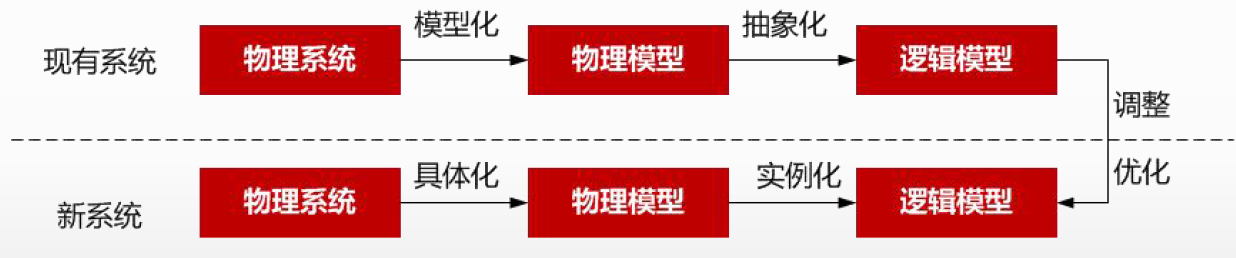 现有系统
物理系统
模型化
物理模型
抽象化
逻辑模型
调整
优化
新系统
物理系统
具体化
物理模型
实例化
逻辑模型